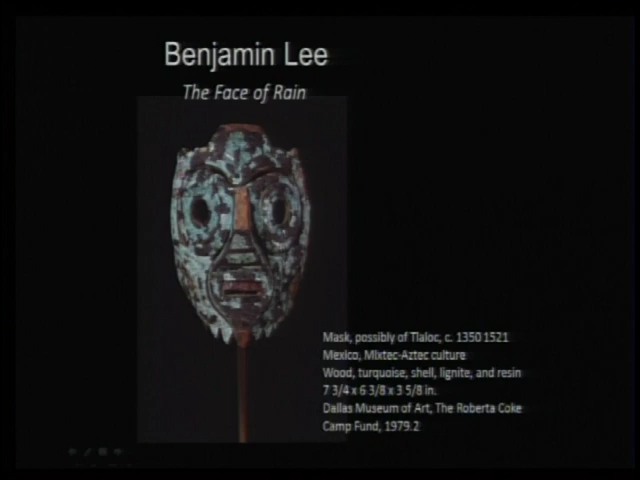 Benjamin Lee
The Face of Rain
Mask, possibly of Tlaloc, c. 1350 1521
Mexico, Mixtec-Aztec culture
Wood, turquoise, shell, lignite, and resin
7 3/4 x 6 3/8 x 3 5/8 in.
Dallas Museum of Art, The Roberta Coke
Camp Fund, 1979.2